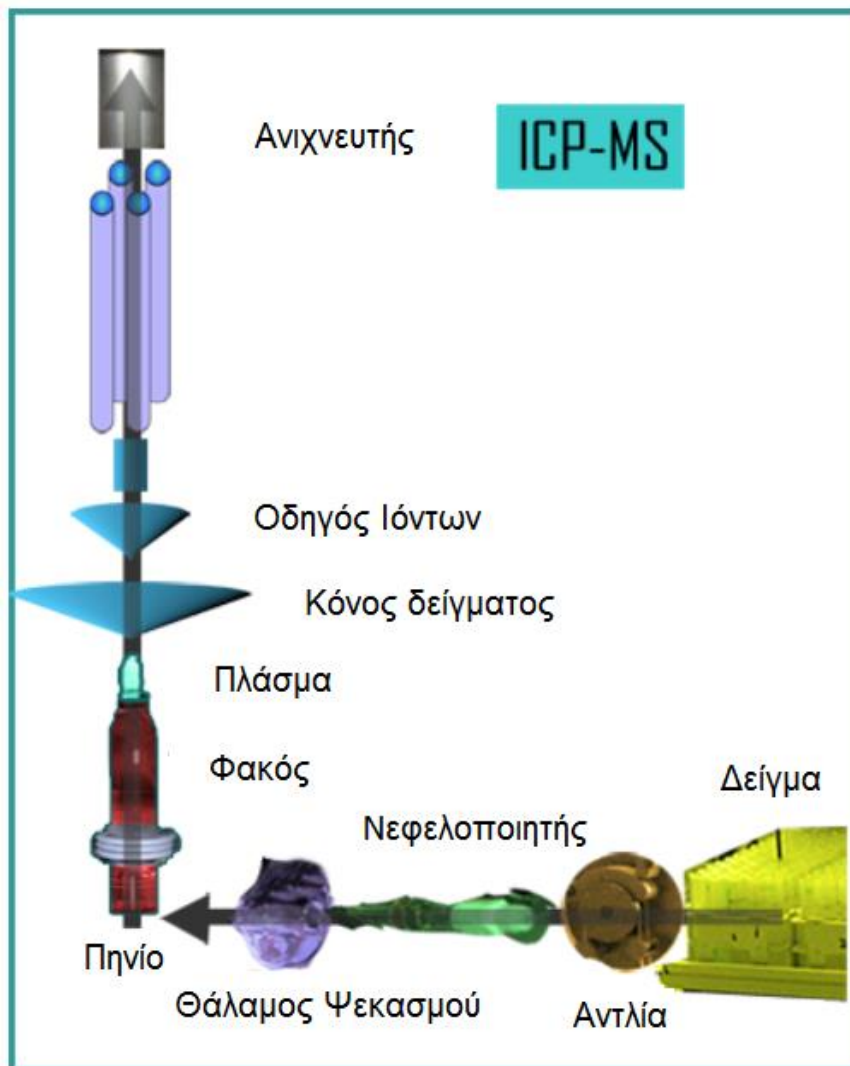 Ανιχνευτής
ICP-MS
Οδηγός Ιόντων
Κόνος δείγματος
Πλάσμα
Φακός
Δείγμα
Νεφελοποιητής
Πηνίο
Θάλαμος Ψεκασμού
Αντλία